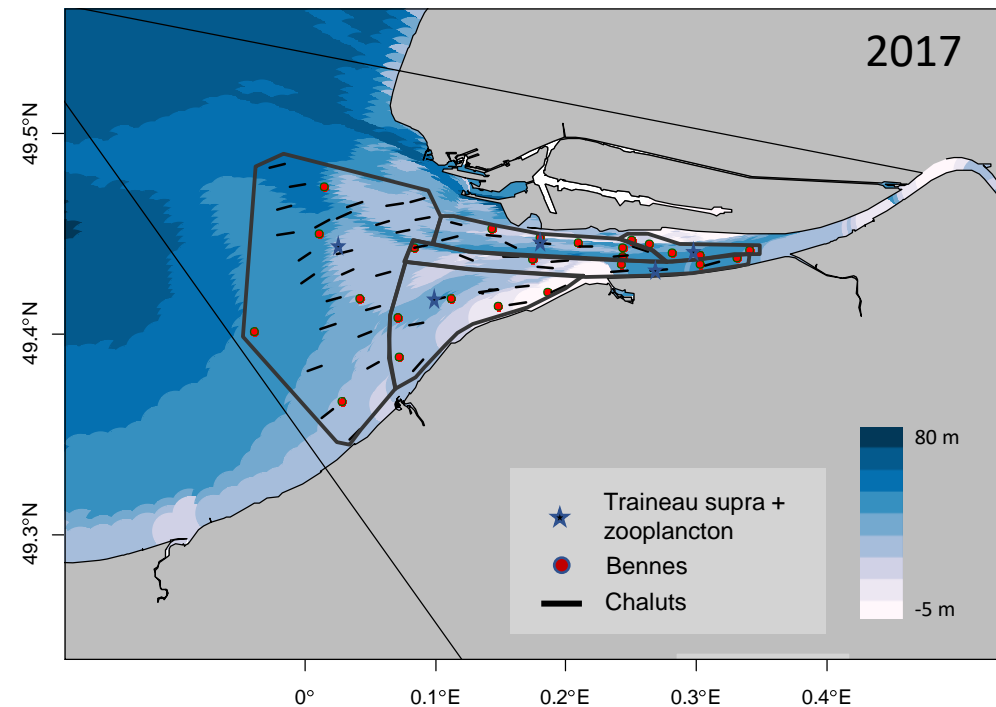 2017
49.5°N
49.4°N
49.3°N
80 m
-5 m
Traineau supra +
zooplancton
Bennes
Chaluts
0°
0.1°E
0.2°E
0.3°E
0.4°E